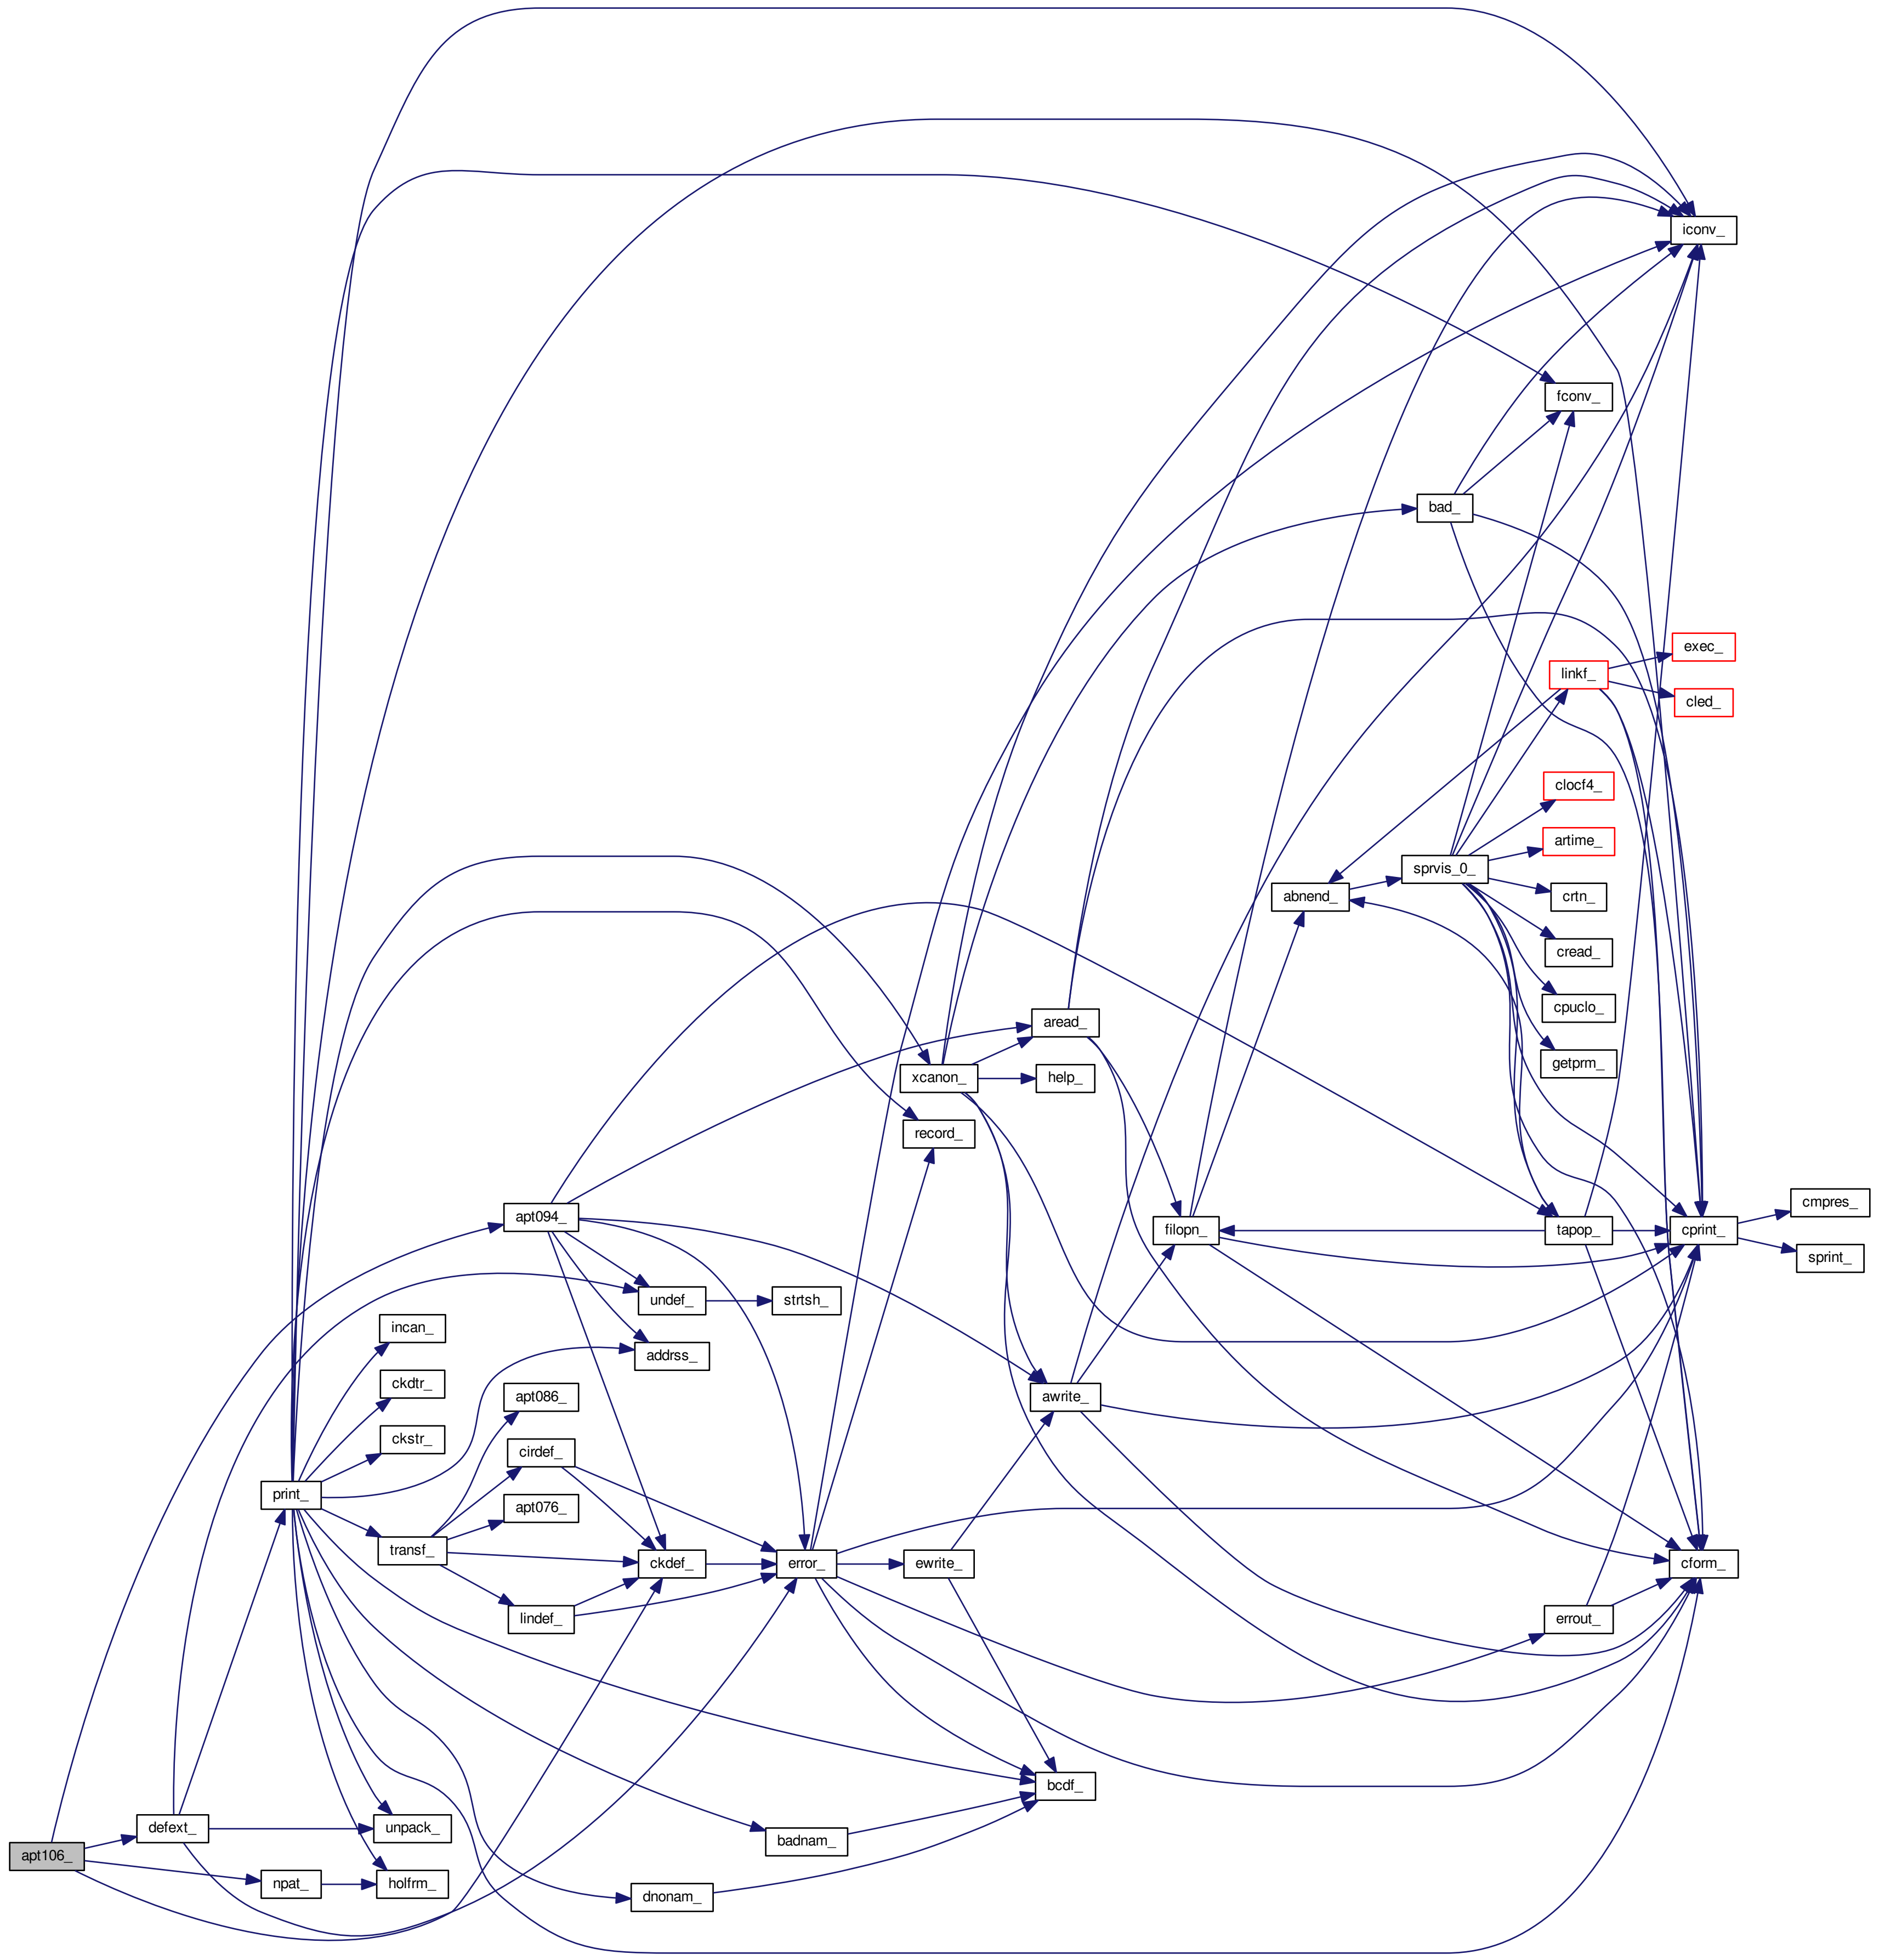 iconv_
fconv_
bad_
exec_
linkf_
cled_
clocf4_
artime_
sprvis_0_
abnend_
crtn_
cread_
cpuclo_
aread_
getprm_
xcanon_
help_
record_
cmpres_
apt094_
filopn_
tapop_
cprint_
sprint_
undef_
strtsh_
incan_
addrss_
ckdtr_
apt086_
awrite_
ckstr_
cirdef_
print_
apt076_
transf_
ckdef_
error_
ewrite_
cform_
lindef_
errout_
bcdf_
defext_
unpack_
badnam_
apt106_
npat_
holfrm_
dnonam_